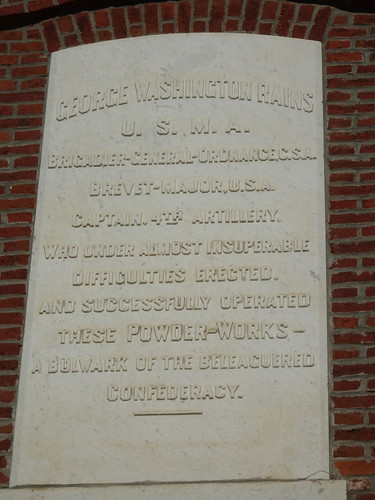 GEORGE WASHINGTON RAINS
U. S. M. A.
BRIGADIER-GENERAL-ORDNANCE, C.S.A.
BREVET-MAJOR, U.S.A.
CAPTAIN, 4TH ARTILLERY,
WHO UNDER ALMOST INSUPERABLE
DIFFICULTIES ERECTED,
AND SUCCESSFULLY OPERATED
THESE POWDER-WORKS —
A BULWARK OF THE BELEAGUERED
CONFEDERACY.